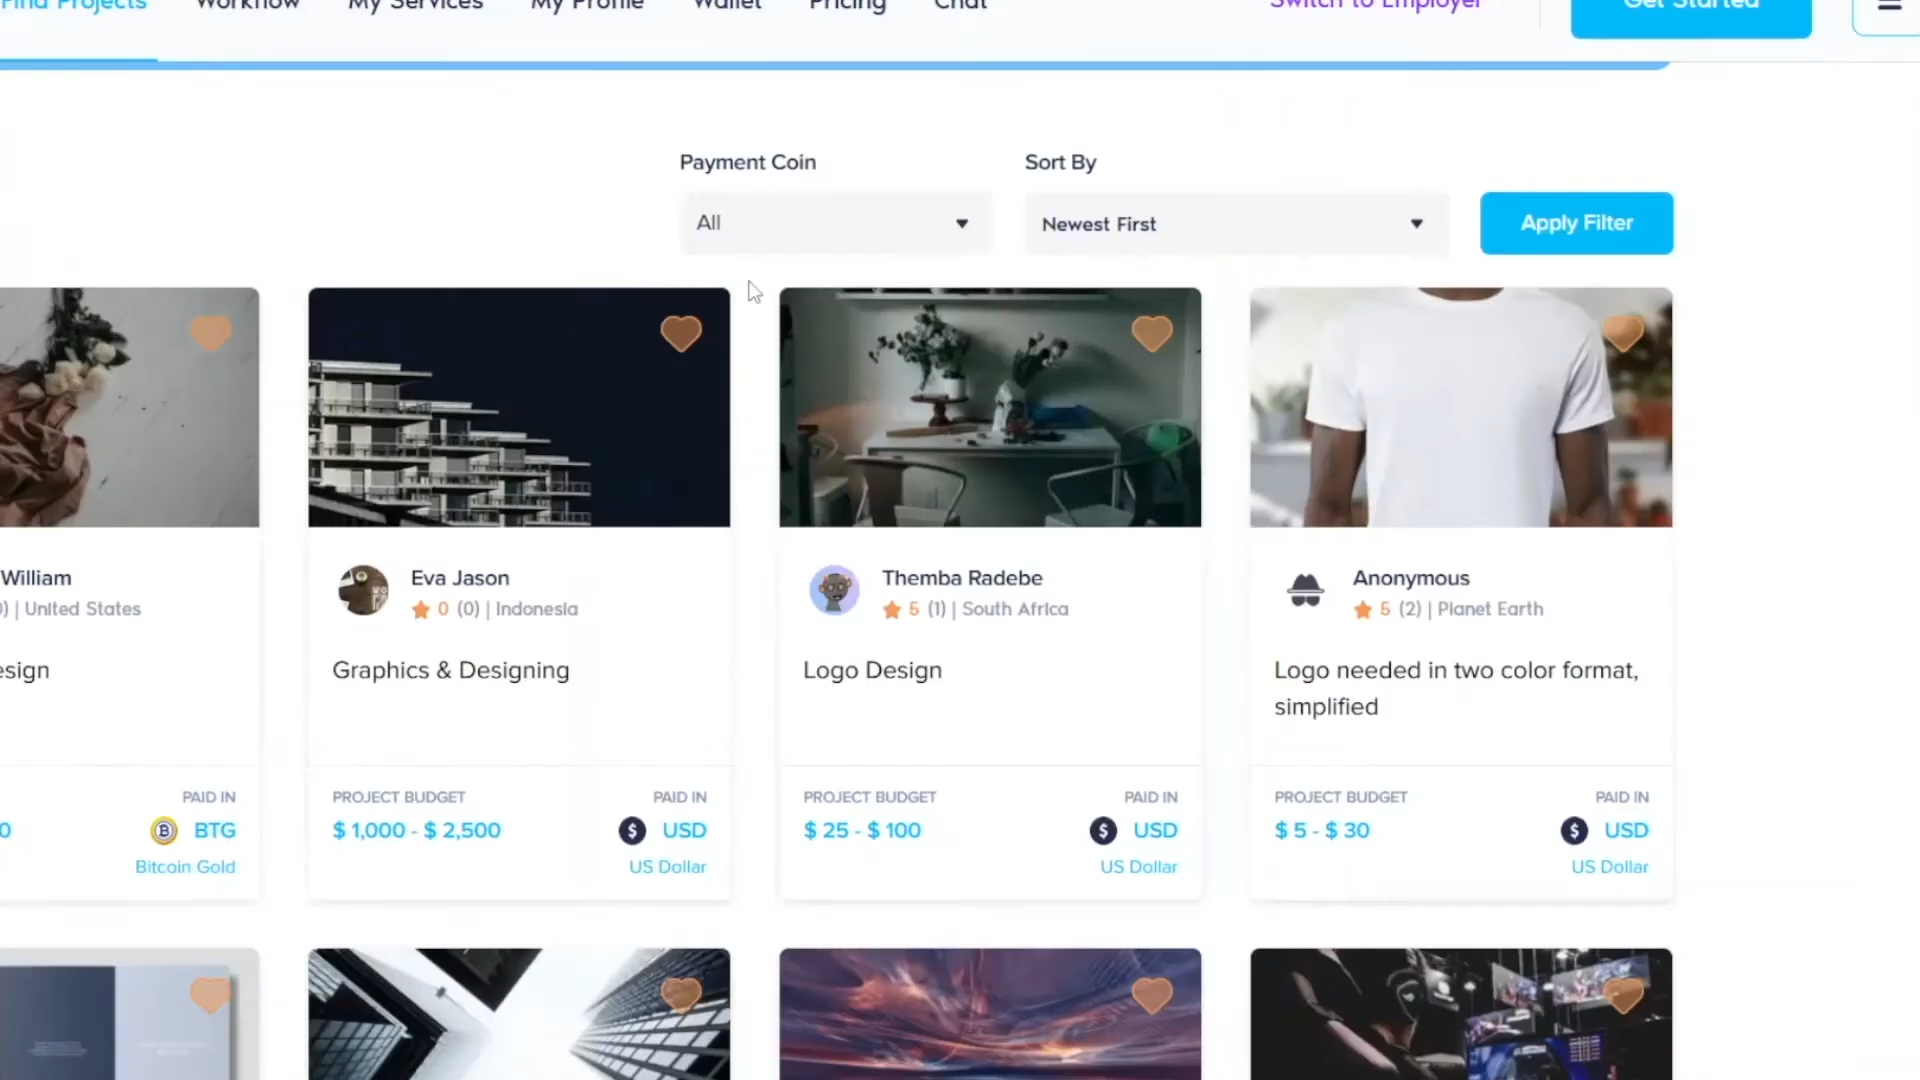 Find Projects Workflow My Services My Profile Wallet Pricing Chat Switch to Employer Get Started
Payment Coin Sort By
All Newest First Apply Filter
William
0) | United States
esign
0
PAID IN
BTG
Bitcoin Gold
Eva Jason
0 (0) | Indonesia
Graphics & Designing
PROJECT BUDGET PAID IN
$ 1,000 - $ 2,500 USD
US Dollar
Themba Radebe
5 (1) | South Africa
Logo Design
PROJECT BUDGET PAID IN
$ 25 - $ 100 USD
US Dollar
Anonymous
5 (2) | Planet Earth
Logo needed in two color format,
simplified
PROJECT BUDGET PAID IN
$ 5 - $ 30 USD
US Dollar